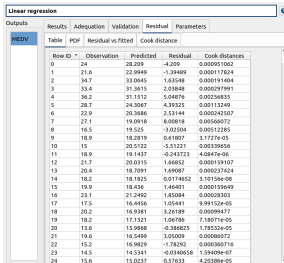 Linear regression
Outputs
MEDV
Results Adequation Validation Residual Parameters
Table PDF Residual vs fitted Cook distance
Row ID Observation Predicted Residual Cook distances
0 24 28.209 -4.209 0.000951062
1 21.6 22.9949 -1.39489 0.000117824
2 34.7 33.0645 1.63548 0.000191404
3 33.4 31.3615 2.03848 0.000297991
4 36.2 31.1512 5.04876 0.00256835
5 28.7 24.3067 4.39325 0.00113249
6 22.9 20.3686 2.53144 0.000242507
7 27.1 19.0918 8.00818 0.00566072
8 16.5 19.525 -3.02504 0.00512285
9 18.9 18.2819 0.61807 3.1727e-05
10 15 20.5122 -5.51221 0.00339656
11 18.9 19.1437 -0.243723 4.0847e-06
12 21.7 20.0315 1.66852 0.000159107
13 20.4 18.7091 1.69087 0.000237424
14 18.2 18.1825 0.0174652 3.10156e-08
15 19.9 18.436 1.46401 0.000159649
16 23.1 21.2492 1.85084 0.00028303
17 17.5 16.4456 1.05441 9.99152e-05
18 20.2 16.9381 3.26189 0.00099477
19 18.2 17.1321 1.06786 7.18071e-05
20 13.6 13.9868 -0.386825 1.78532e-05
21 19.6 16.5499 3.05009 0.00086072
22 15.2 16.9829 -1.78292 0.000360716
23 14.5 14.5341 -0.0340658 1.59409e-07
24 15.6 15.0237 0.57633 4.20386e-05